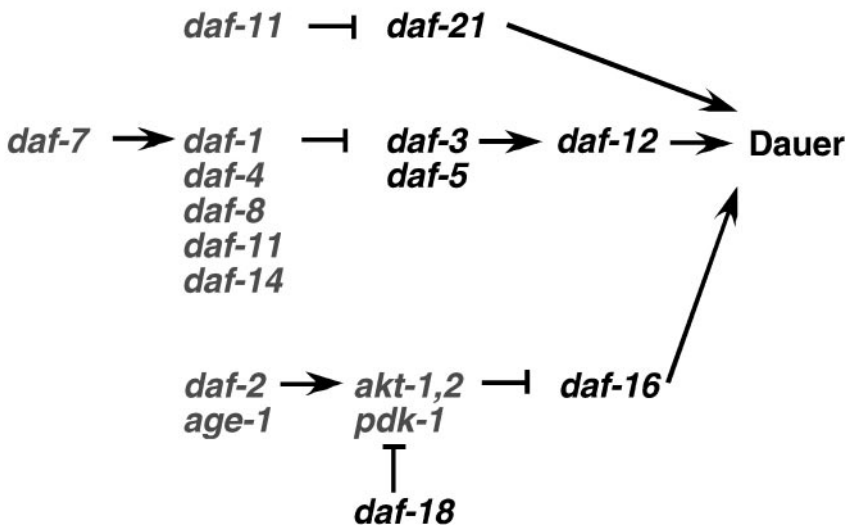 daf-11 daf-21
daf-7 daf-1 daf-3 daf-12 Dauer
daf-4 daf-5
daf-8
daf-11
daf-14
daf-2 akt-1,2 daf-16
age-1 pdk-1
daf-18